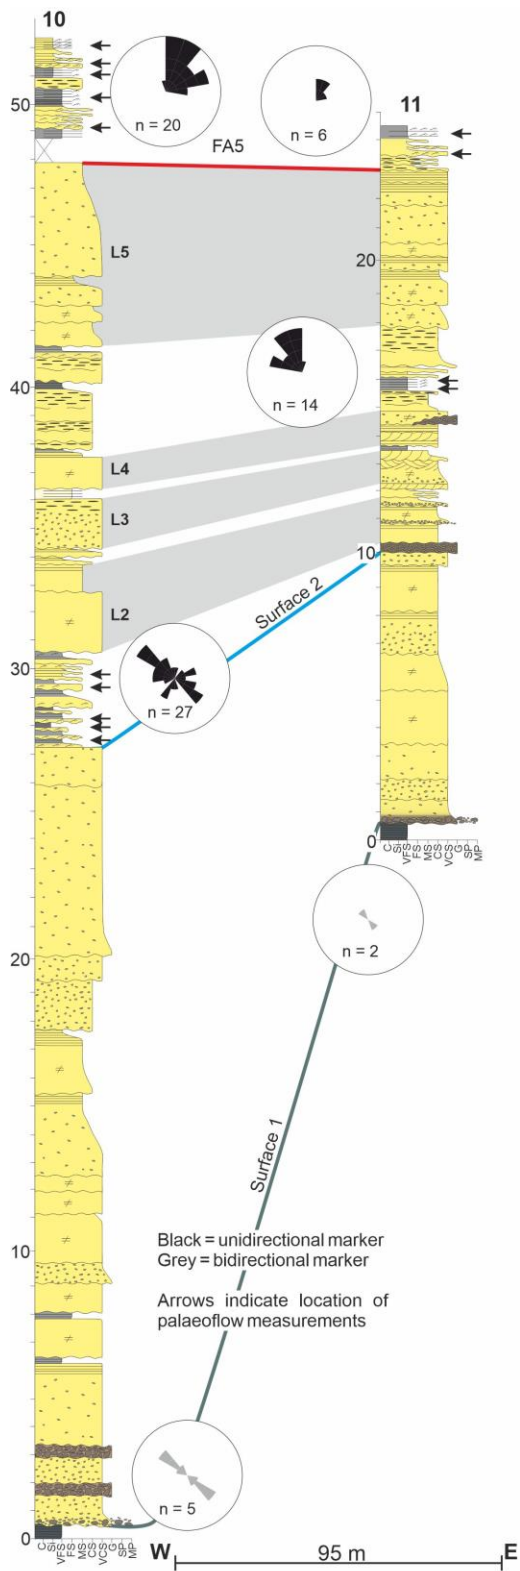 10
n = 20
n = 6
11
50
FA5
L5
20
40
n = 14
L4
L3
10
L2
Surface 2
30
n = 27
0
C Si VFS FS MS CS VCS G SP MP
n = 2
20
Surface 1
Black = unidirectional marker
Grey = bidirectional marker
10
Arrows indicate location of
palaeoflow measurements
n = 5
0
C Si VFS FS MS CS VCS G SP MP
W 95 m E